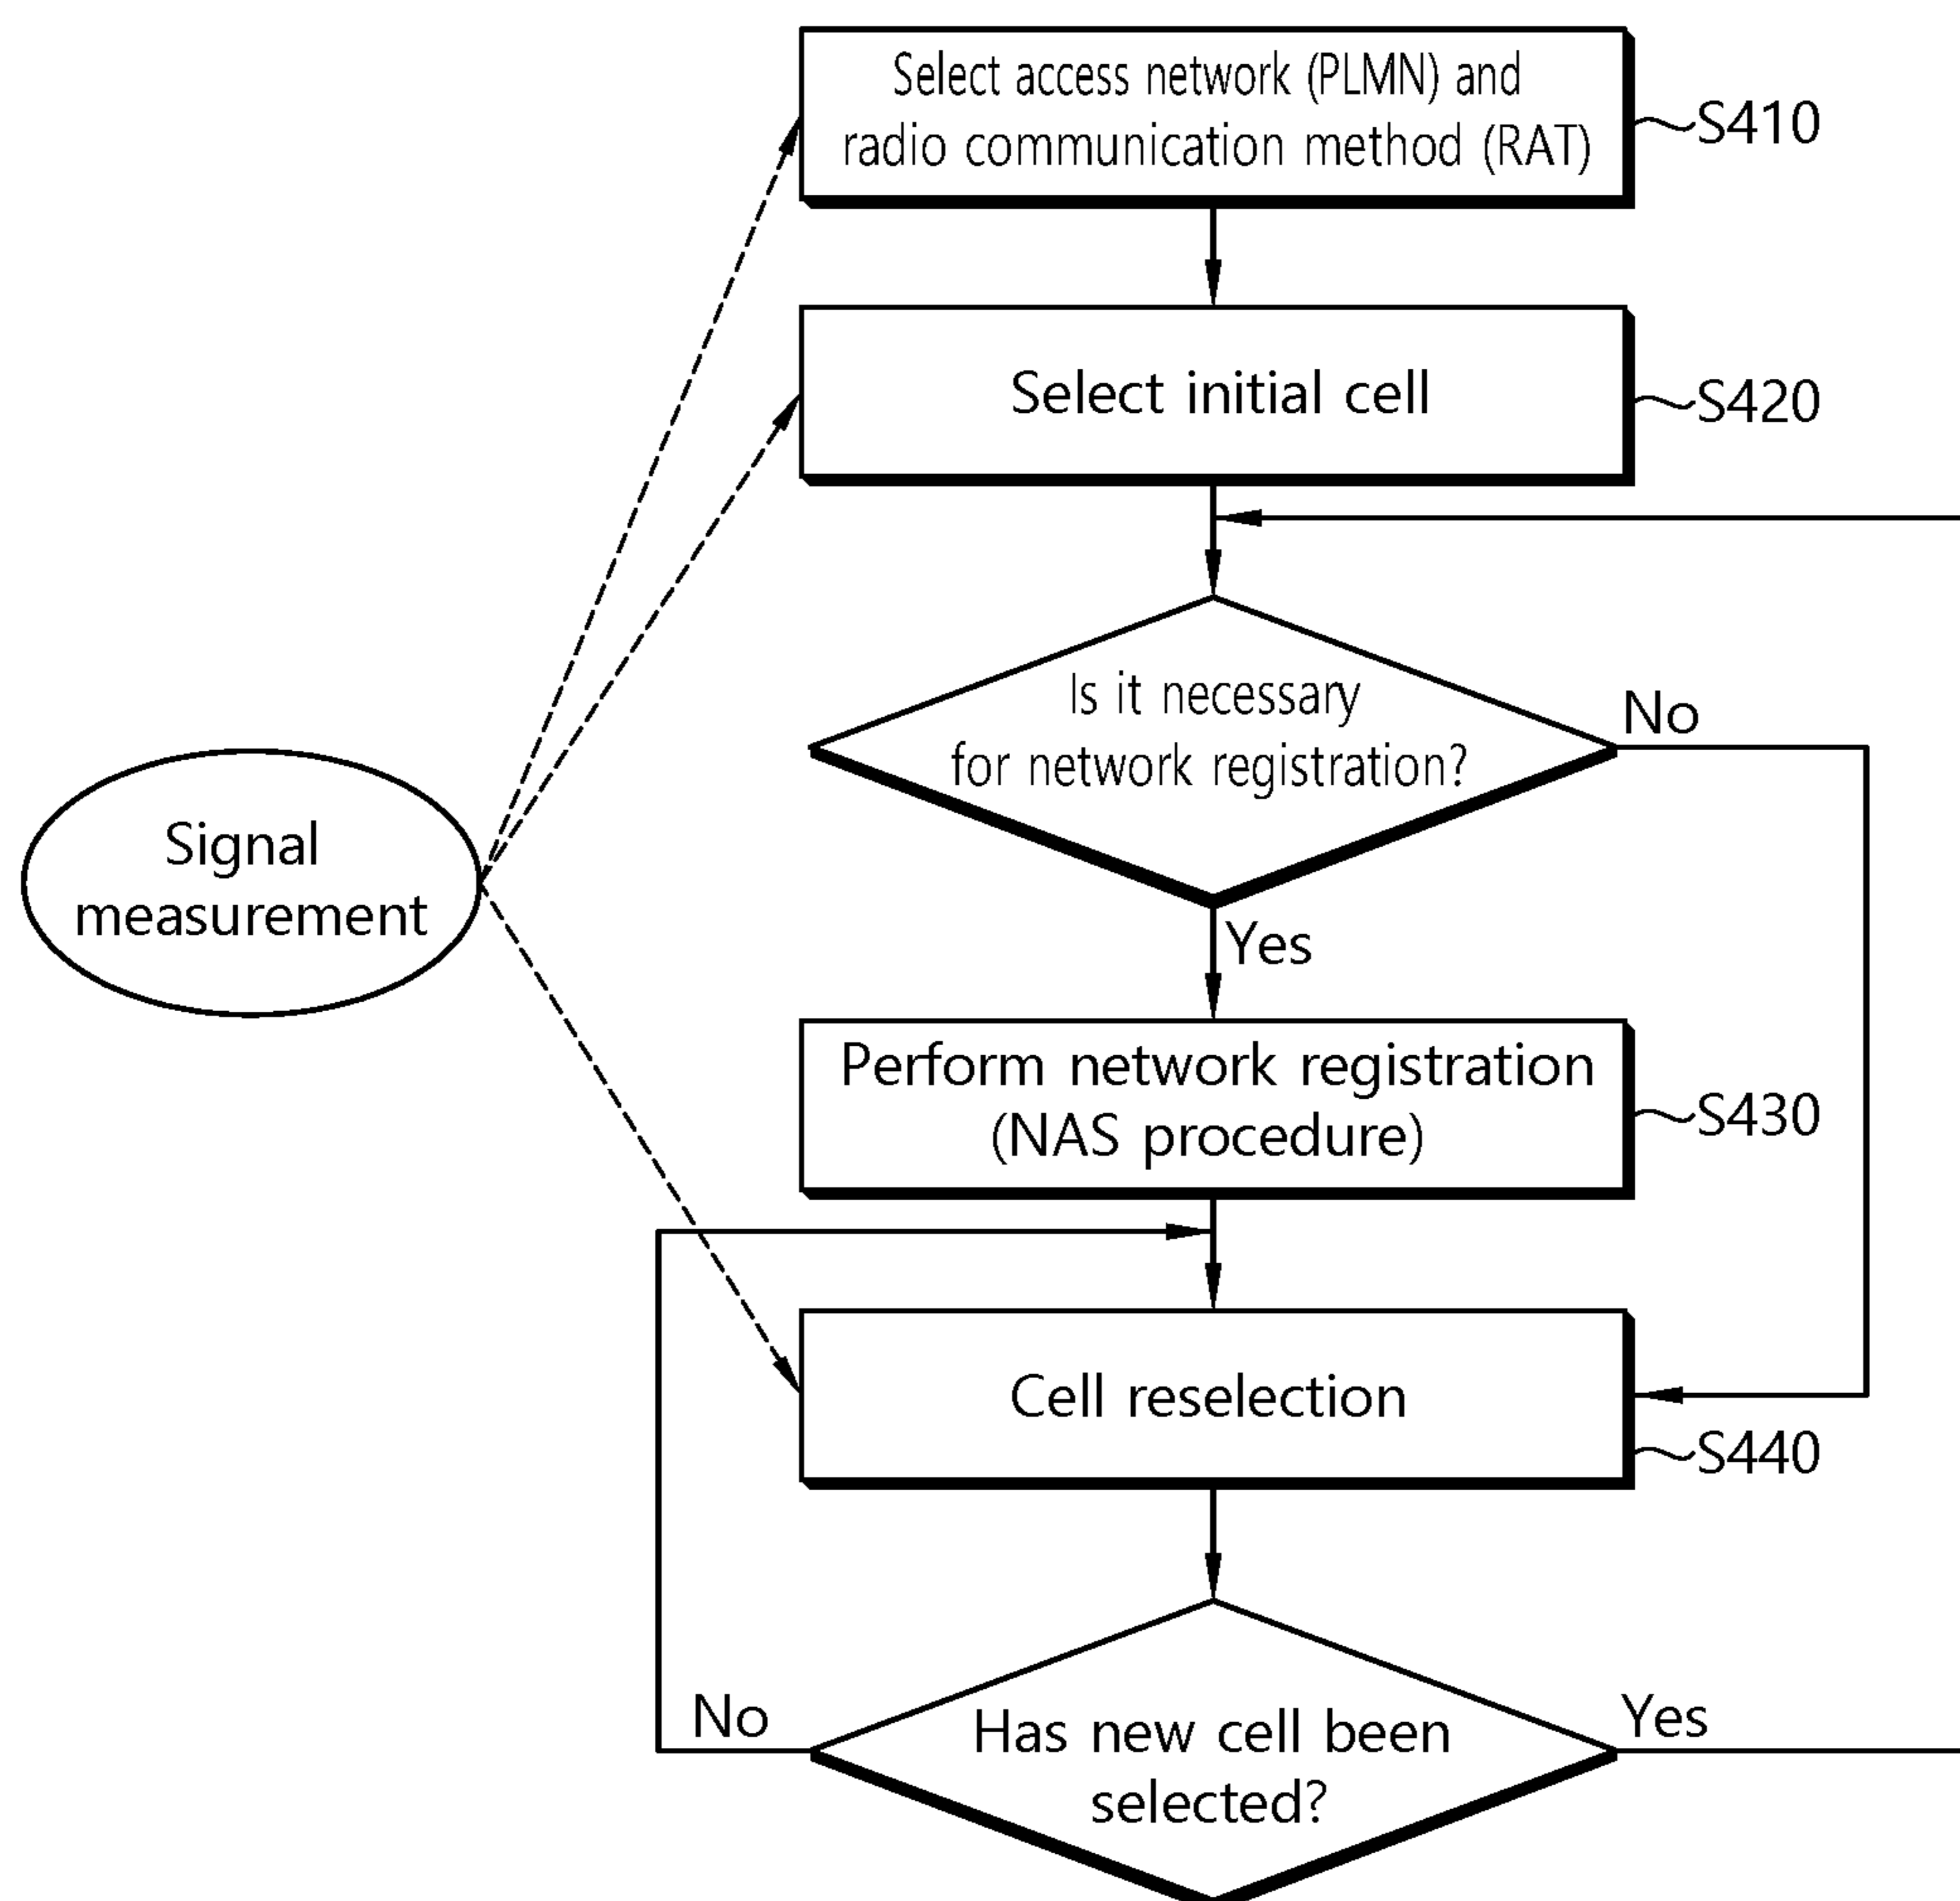 Select access network (PLMN) and
radio communication method (RAT)
S410
Select initial cell
S420
Is it necessary
for network registration?
No
Yes
Signal
measurement
Perform network registration
(NAS procedure)
S430
Cell reselection
S440
Has new cell been
selected?
No
Yes